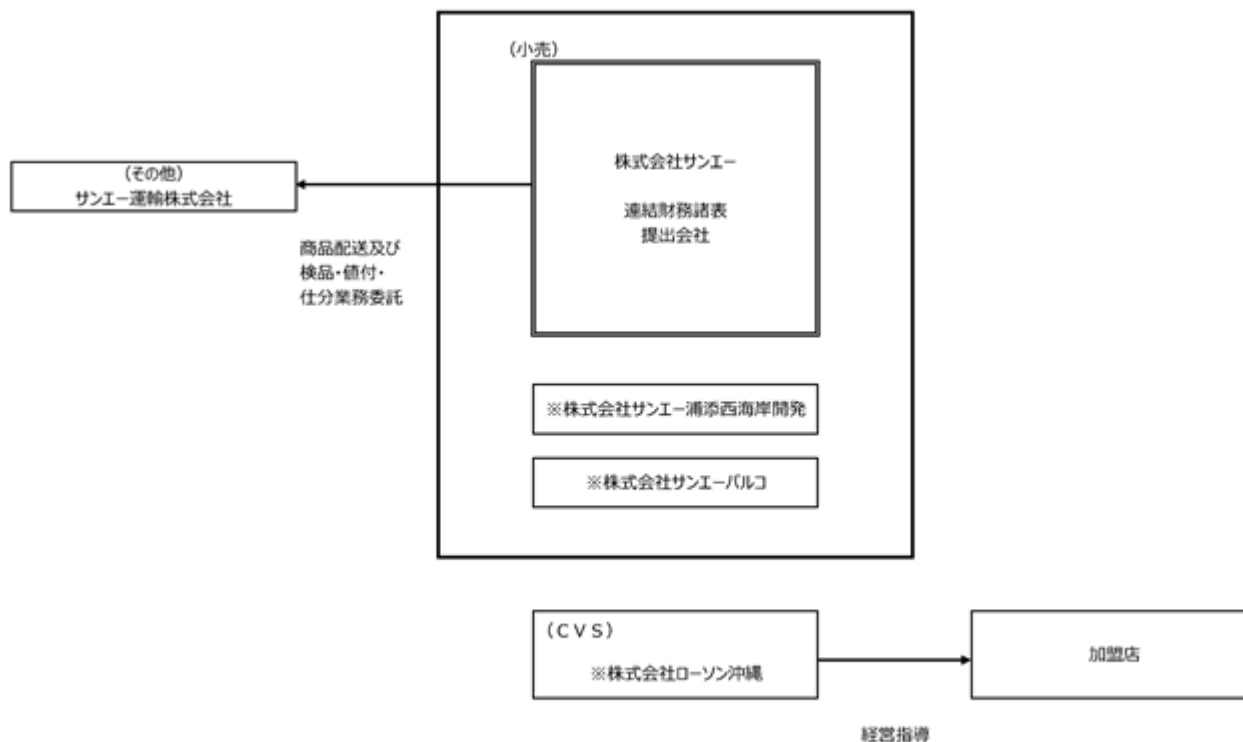 (小売)
株式会社サンエー
連結財務諸表
提出会社
(その他)
サンエー運輸株式会社
商品配送及び
検品・値付・
仕分業務委託
※株式会社サンエー浦添西海岸開発
※株式会社サンエーパルコ
(ＣＶＳ)
※株式会社ローソン沖縄
加盟店
経営指導